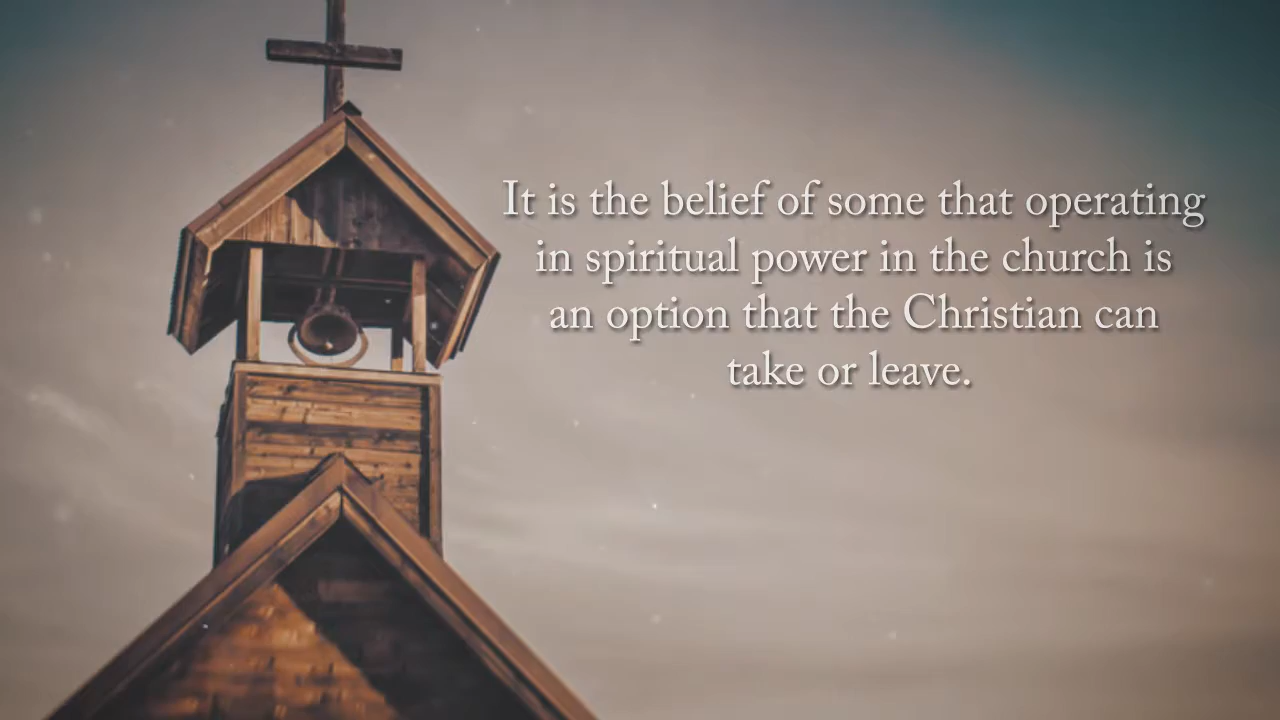 It is the belief of some that operating
in spiritual power in the church is
an option that the Christian can
take or leave.